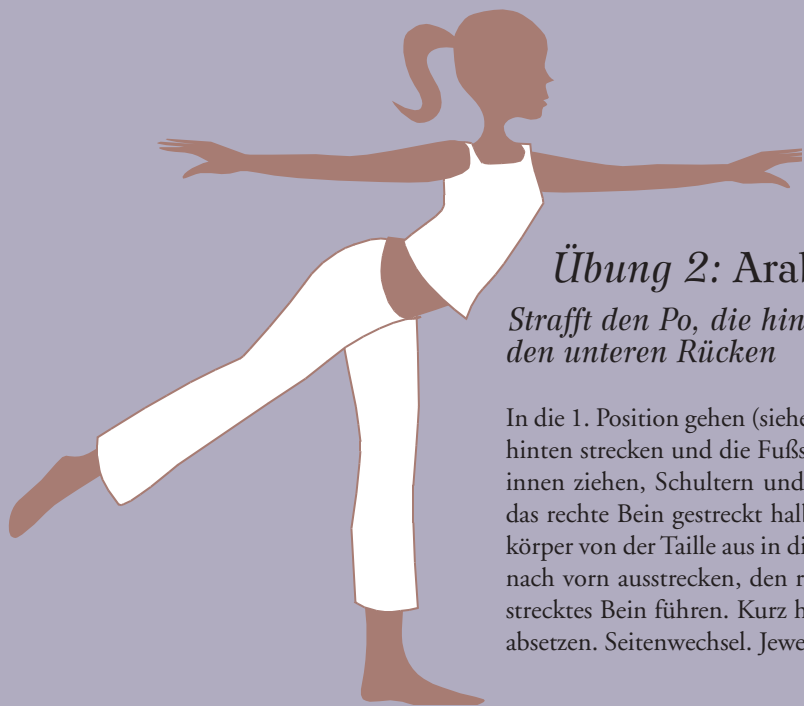 Übung 2: Arab
Strafft den Po, die hin
den unteren Rücken
In die 1. Position gehen (siehe
hinten strecken und die Fußs
innen ziehen, Schultern und
das rechte Bein gestreckt hal
körper von der Taille aus in di
nach vorn ausstrecken, den r
strecktes Bein führen. Kurz h
absetzen. Seitenwechsel. Jewe